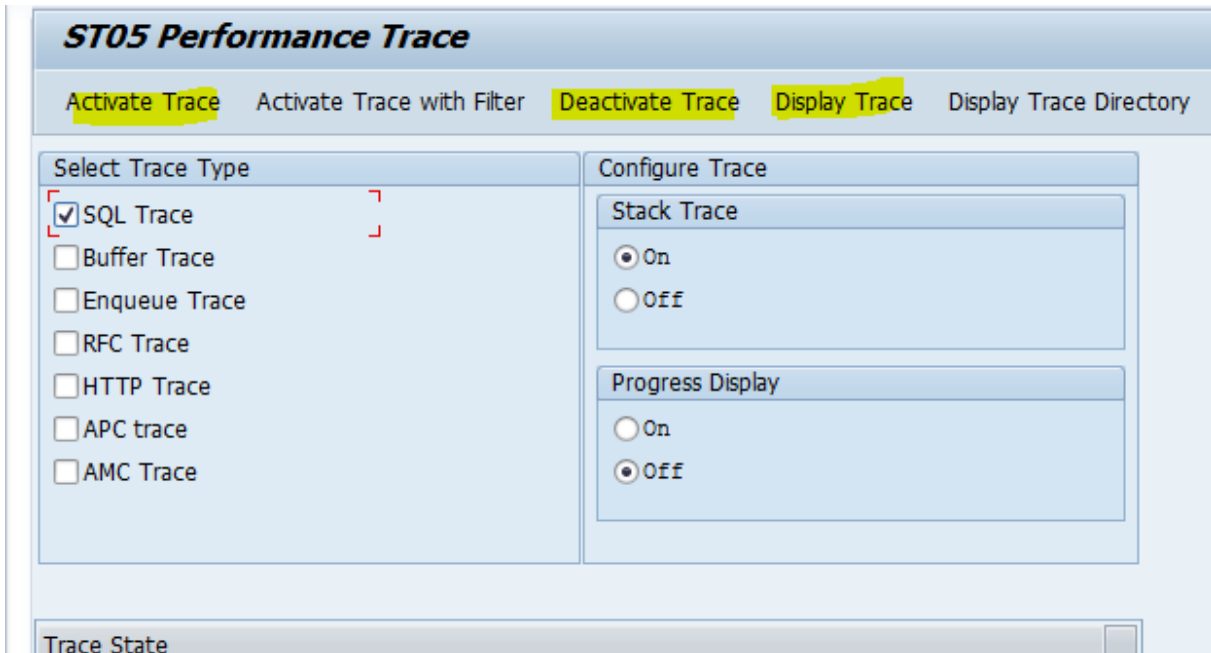 ST05 Performance Trace
Activate Trace Activate Trace with Filter Deactivate Trace Display Trace Display Trace Directory
Select Trace Type
SQL Trace
Buffer Trace
Enqueue Trace
RFC Trace
HTTP Trace
APC trace
AMC Trace
Configure Trace
Stack Trace
On
Off
Progress Display
On
Off
Trace State